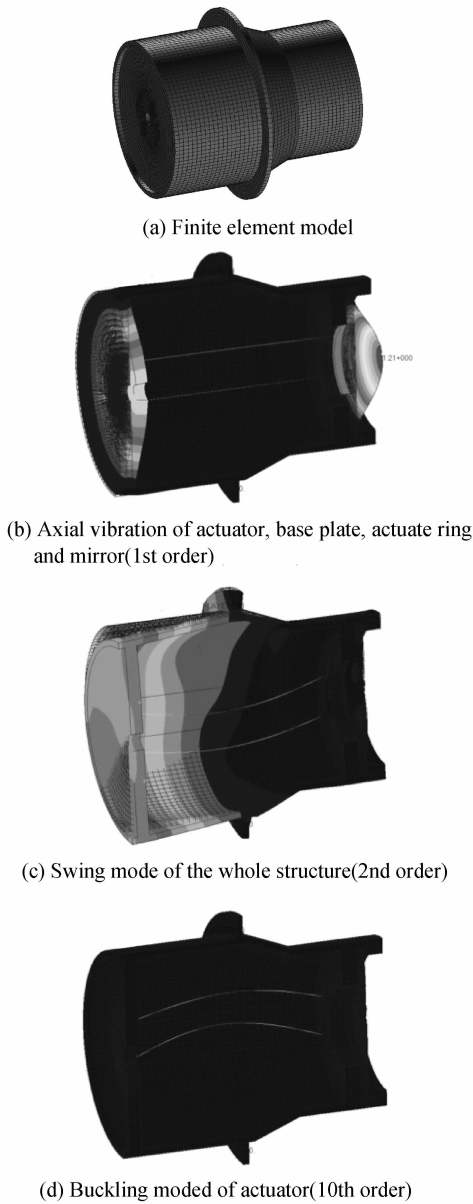 (a) Finite element model
1.21+000
(b) Axial vibration of actuator, base plate, actuate ring
and mirror(1st order)
(c) Swing mode of the whole structure(2nd order)
(d) Buckling moded of actuator(10th order)